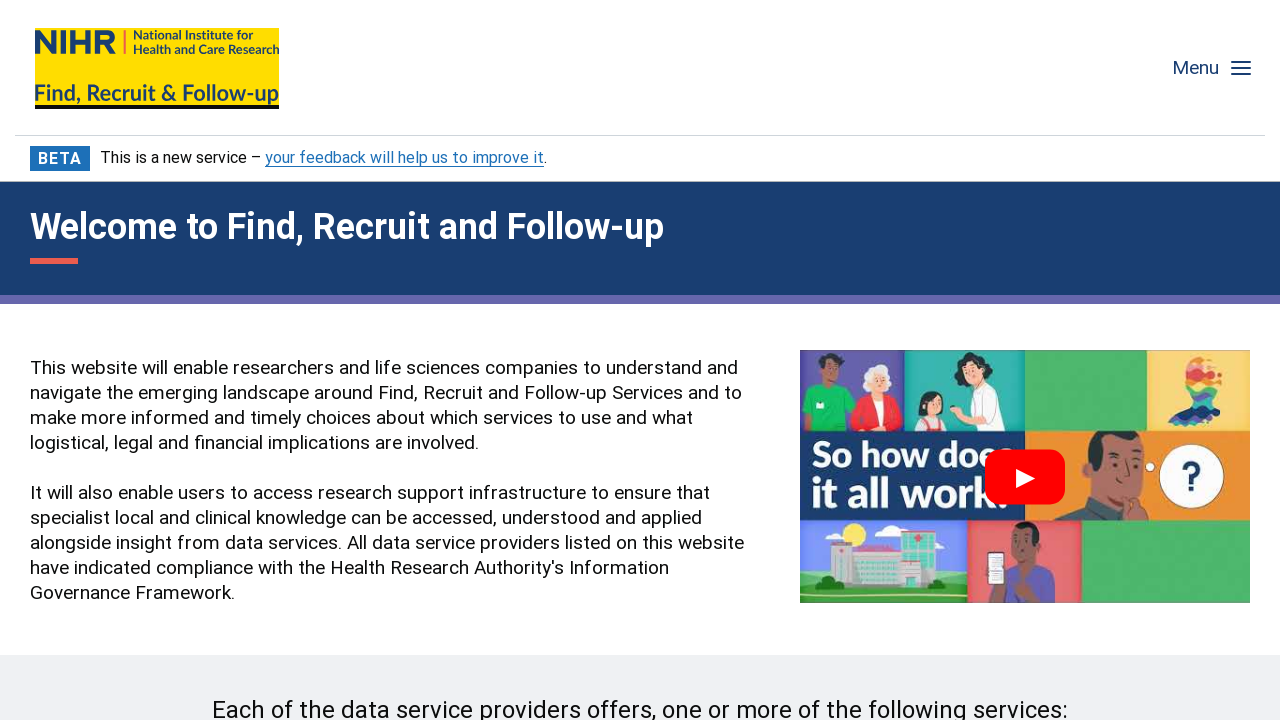 NIHR | National Institute for
Health and Care Research
Find, Recruit & Follow-up
Menu
BETA This is a new service – your feedback will help us to improve it.
Welcome to Find, Recruit and Follow-up
This website will enable researchers and life sciences companies to understand and
navigate the emerging landscape around Find, Recruit and Follow-up Services and to
make more informed and timely choices about which services to use and what
logistical, legal and financial implications are involved.
It will also enable users to access research support infrastructure to ensure that
specialist local and clinical knowledge can be accessed, understood and applied
alongside insight from data services. All data service providers listed on this website
have indicated compliance with the Health Research Authority's Information
Governance Framework.
So how does
it all work?
?
Each of the data service providers offers, one or more of the following services: